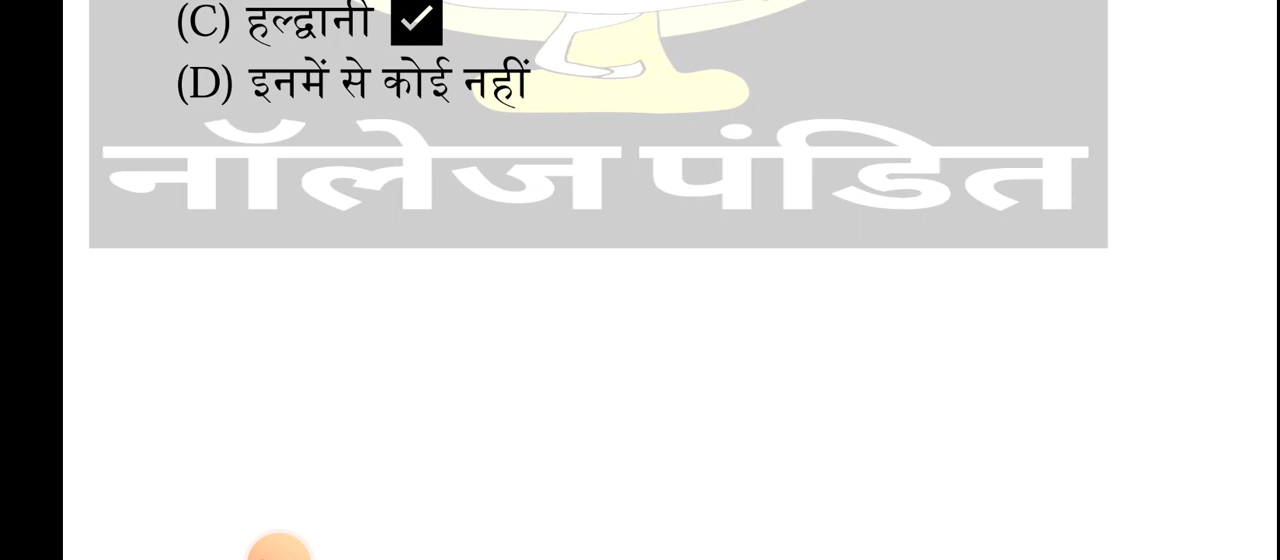 (C) हल्द्वानी ✓
(D) इनमें से कोई नहीं
नॉलेज पंडित